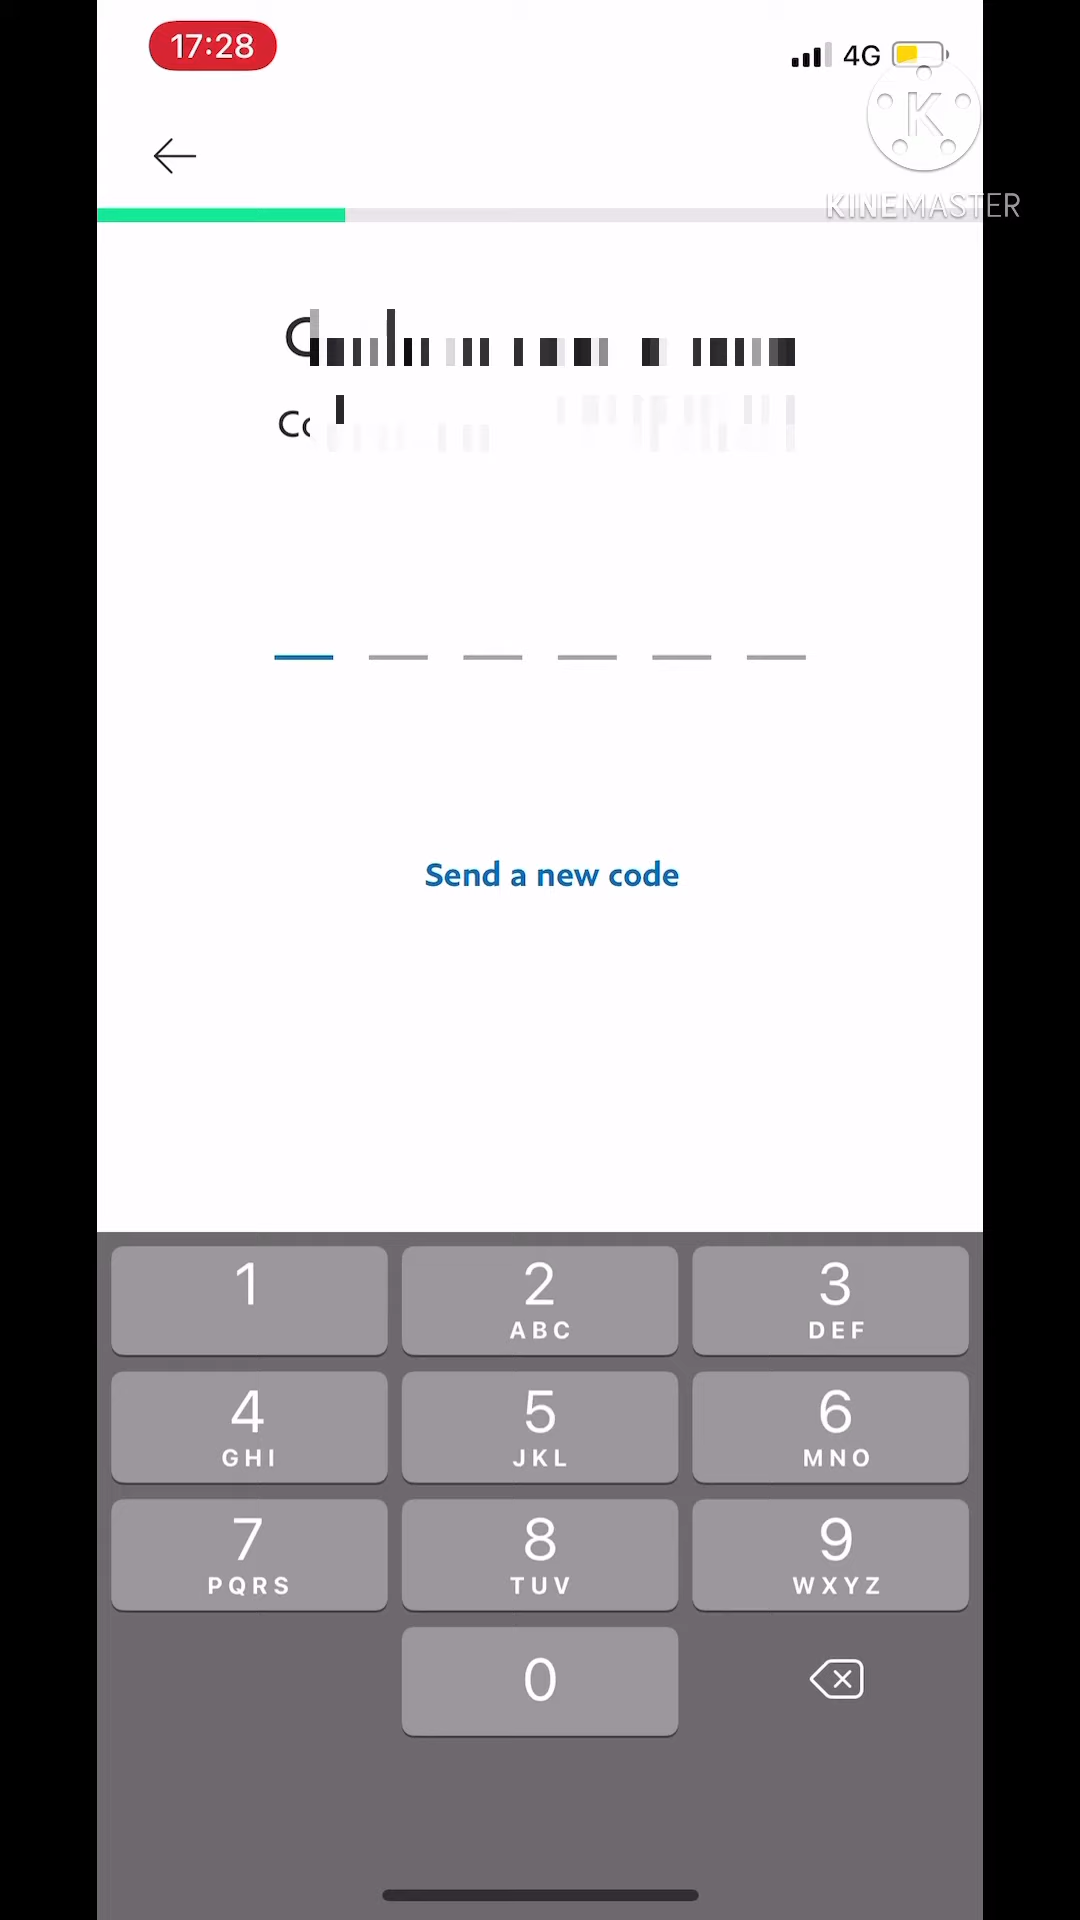 17:28
4G
K
KINEMASTER
Send a new code
1
2
ABC
3
DEF
4
GHI
5
JKL
6
MNO
7
PQRS
8
TUV
9
WXYZ
0